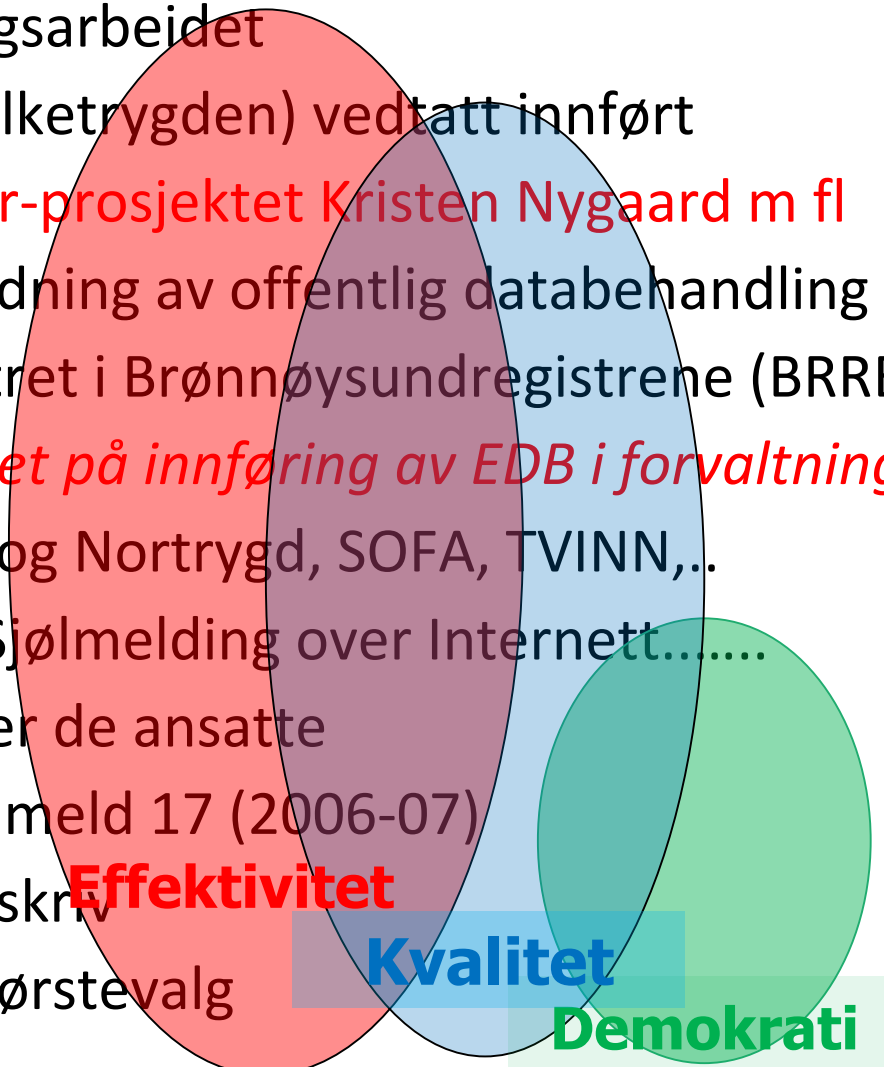 gsarbeidet
lketrygden) vedtatt innført
r-prosjektet Kristen Nygaard m fl
dning av offentlig databehandling
tret i Brønnøysundregistrene (BRRE
et på innføring av EDB i forvaltning
og Nortrygd, SOFA, TVINN,..
Sjølmelding over Internett.......
er de ansatte
meld 17 (2006-07)
skriv
Effektivitet
Kvalitet
ørstevalg
Demokrati